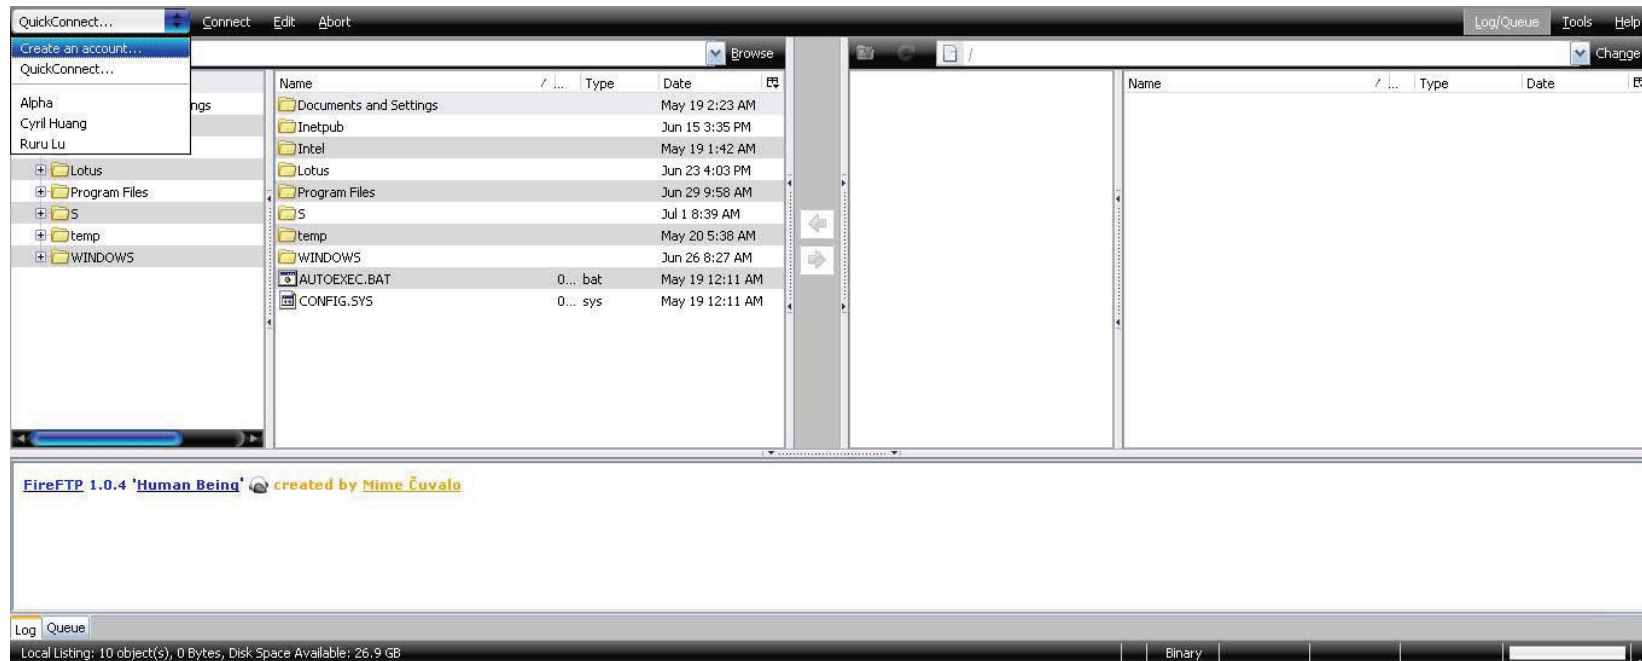 QuickConnect... Connect Edit Abort Log/Queue Tools Help
Create an account...
QuickConnect...
Alpha
Cyril Huang
Ruru Lu
Browse
/ Change
ngs
Lotus
Program Files
S
temp
WINDOWS
Name / ... Type Date
Documents and Settings May 19 2:23 AM
Inetpub Jun 15 3:35 PM
Intel May 19 1:42 AM
Lotus Jun 23 4:03 PM
Program Files Jun 29 9:58 AM
S Jul 1 8:39 AM
temp May 20 5:38 AM
WINDOWS Jun 26 8:27 AM
AUTOEXEC.BAT 0... bat May 19 12:11 AM
CONFIG.SYS 0... sys May 19 12:11 AM
Name / ... Type Date
FireFTP 1.0.4 'Human Being' created by Mime Čuvalo
Log Queue
Local Listing: 10 object(s), 0 Bytes, Disk Space Available: 26.9 GB Binary